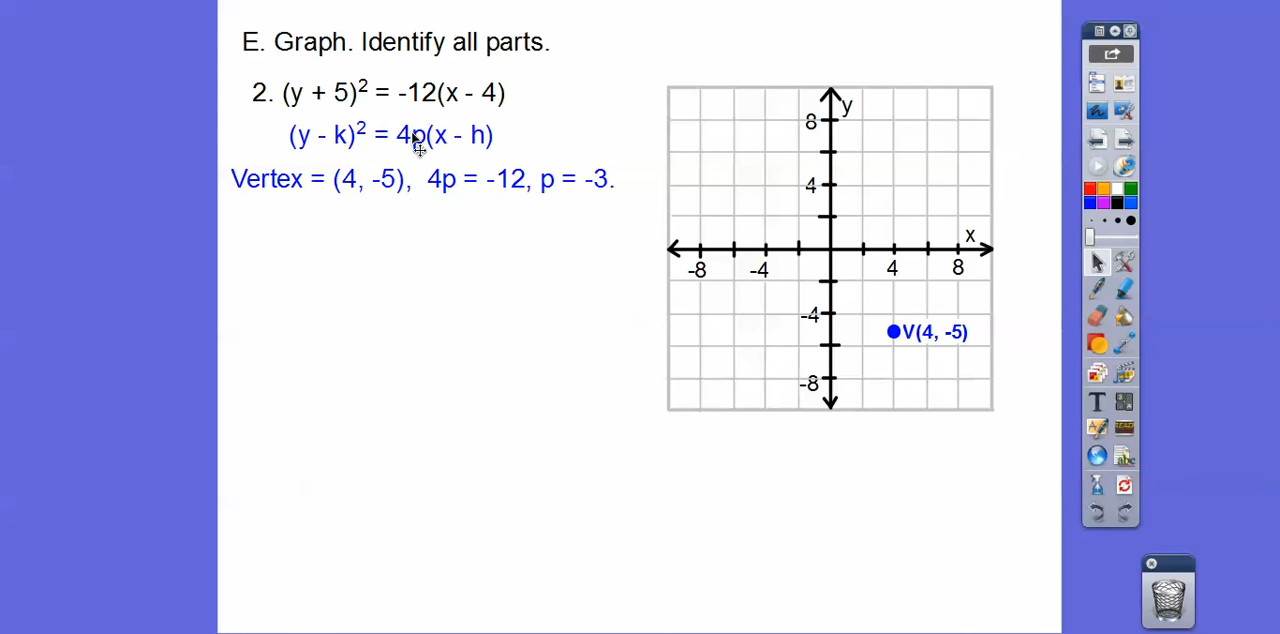 E. Graph. Identify all parts.
2. (y + 5)² = -12(x - 4)
(y - k)² = 4p(x - h)
Vertex = (4, -5), 4p = -12, p = -3.
y
8
4
x
-8 -4 4 8
-4
V(4, -5)
-8
T
abc